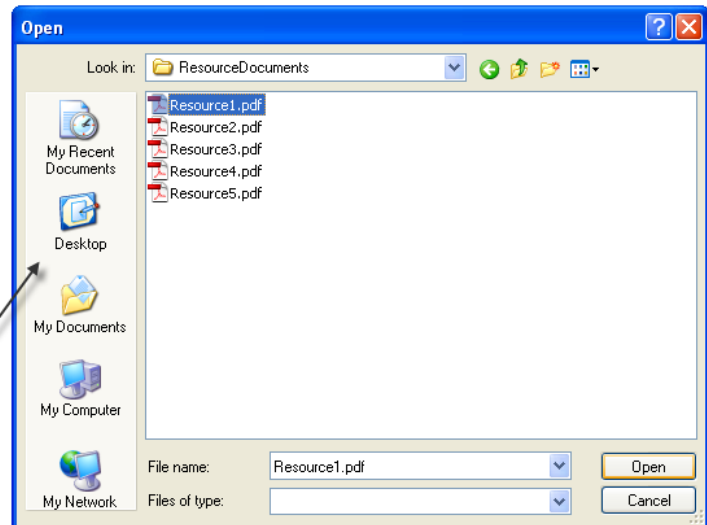 Open
Look in: ResourceDocuments
Resource1.pdf
Resource2.pdf
Resource3.pdf
Resource4.pdf
Resource5.pdf
My Recent
Documents
Desktop
My Documents
My Computer
My Network
File name: Resource1.pdf Open
Files of type: Cancel